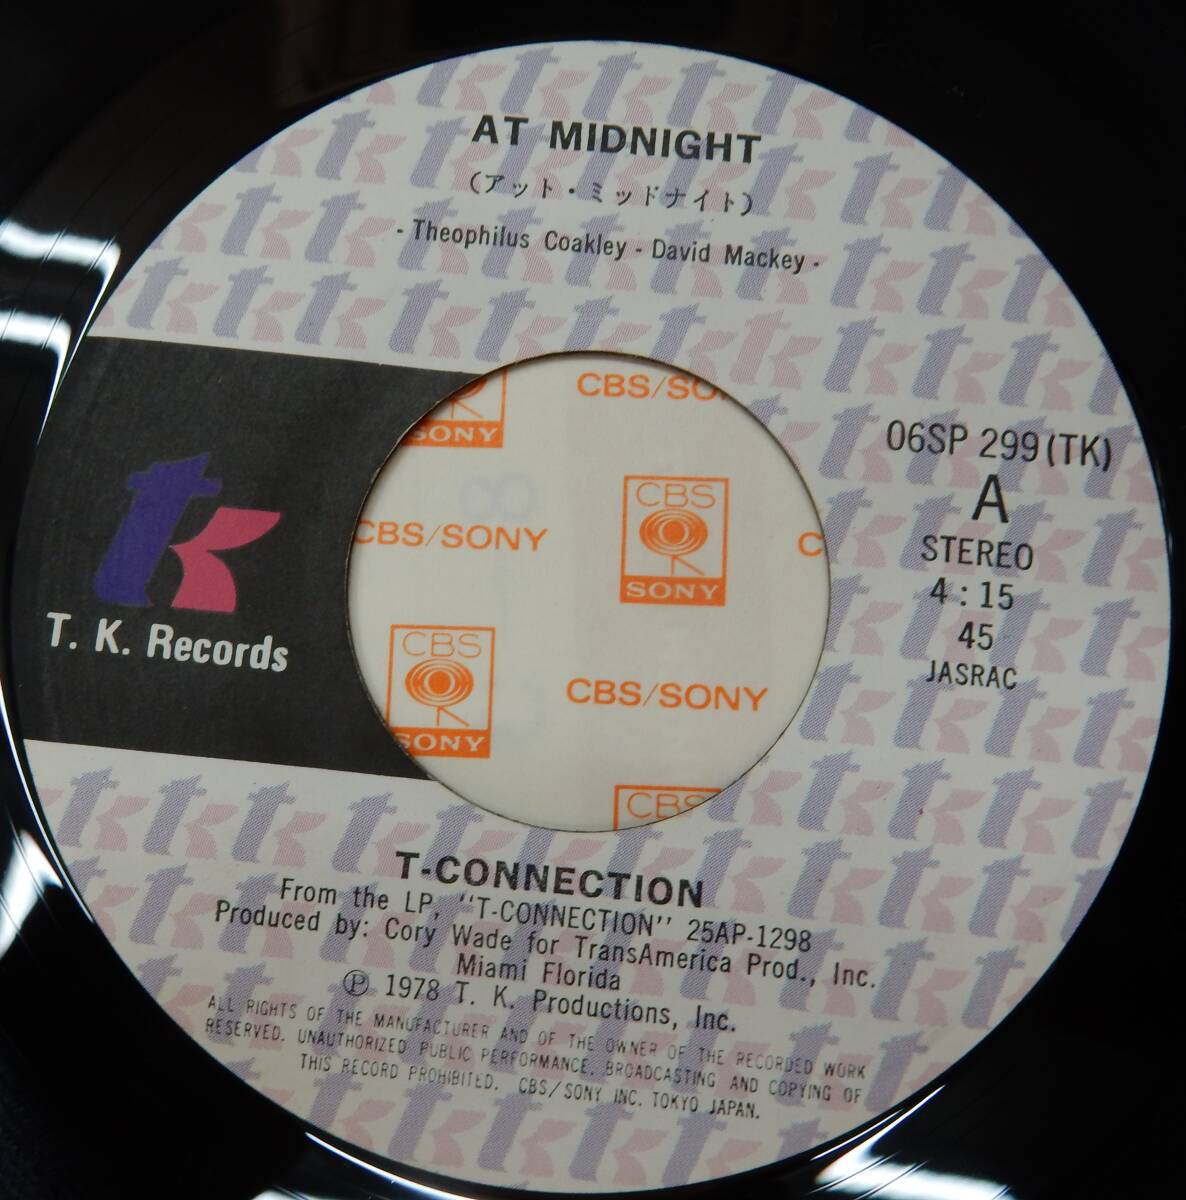 AT MIDNIGHT
(アット・ミッドナイト)
- Theophilus Coakley - David Mackey -
CBS/SO
SONY
06SP 299(TK)
A
STEREO
4:15
45
JASRAC
CBS
SONY
CBS/SONY
C
tk
T. K. Records
CBS
SONY
CBS/SONY
CBS
T-CONNECTION
From the LP, "T-CONNECTION" 25AP-1298
Produced by: Cory Wade for TransAmerica Prod., Inc.
Miami Florida
Ⓟ 1978 T. K. Productions, Inc.
ALL RIGHTS OF THE MANUFACTURER AND OF THE OWNER OF THE RECORDED WORK
RESERVED. UNAUTHORIZED PUBLIC PERFORMANCE. BROADCASTING AND COPYING OF
THIS RECORD PROHIBITED. CBS/SONY INC. TOKYO JAPAN.